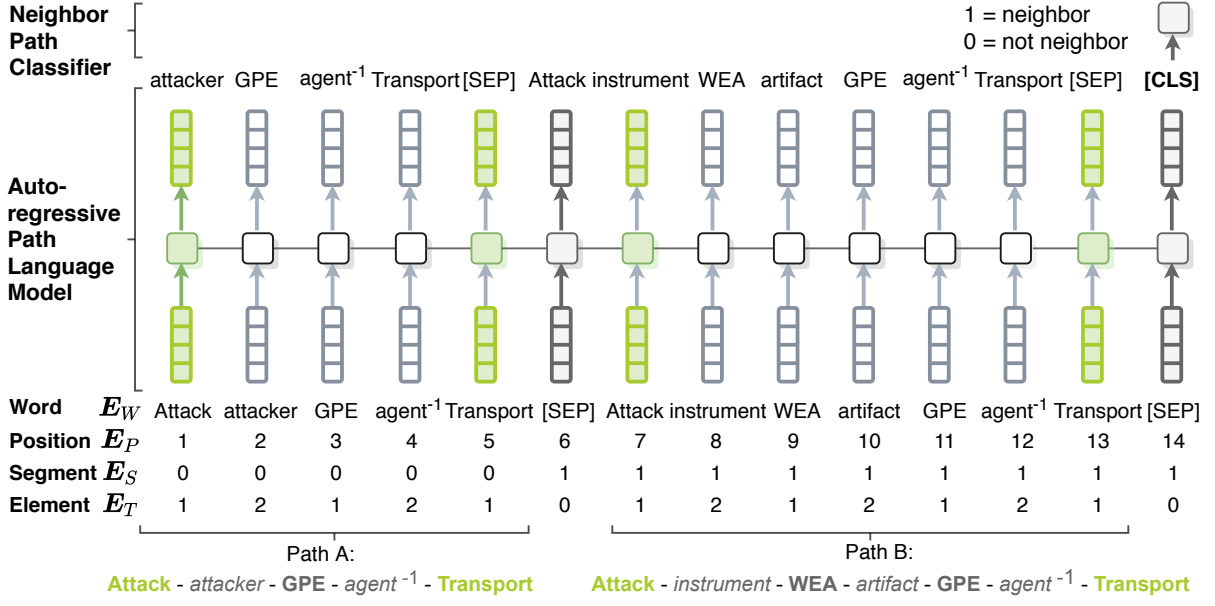 Neighbor Path Classifier
1 = neighbor
0 = not neighbor
attacker GPE agent⁻¹ Transport [SEP] Attack instrument WEA artifact GPE agent⁻¹ Transport [SEP] [CLS]
Auto-regressive Path Language Model
Word E_W Attack attacker GPE agent⁻¹ Transport [SEP] Attack instrument WEA artifact GPE agent⁻¹ Transport [SEP]
Position E_P 1 2 3 4 5 6 7 8 9 10 11 12 13 14
Segment E_S 0 0 0 0 0 1 1 1 1 1 1 1 1 1
Element E_T 1 2 1 2 1 0 1 2 1 2 1 2 1 0
Path A:
Attack - attacker - GPE - agent⁻¹ - Transport
Path B:
Attack - instrument - WEA - artifact - GPE - agent⁻¹ - Transport